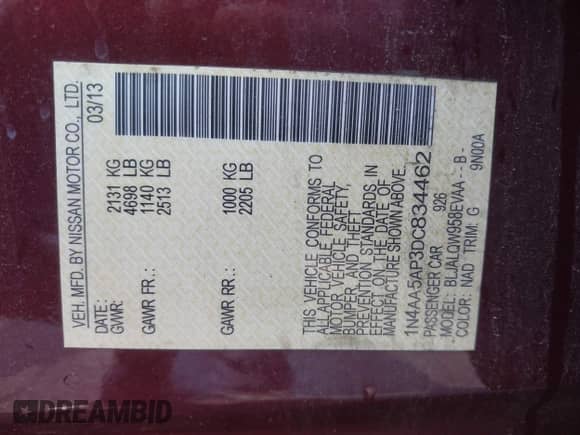 VEH. MFD. BY NISSAN MOTOR CO., LTD.
DATE: 03/13
GVWR: 2131 KG
4698 LB
GAWR FR.: 1140 KG
2513 LB
GAWR RR.: 1000 KG
2205 LB
THIS VEHICLE CONFORMS TO
ALL APPLICABLE FEDERAL
MOTOR VEHICLE SAFETY,
BUMPER, AND THEFT
PREVENTION STANDARDS IN
EFFECT ON THE DATE OF
MANUFACTURE SHOWN ABOVE.
1N4AA5AP3DC834462
PASSENGER CAR 926
MODEL: BLJALQW958EVAA -- B -
COLOR: NAD TRIM: G 9N00A
DREAMBID